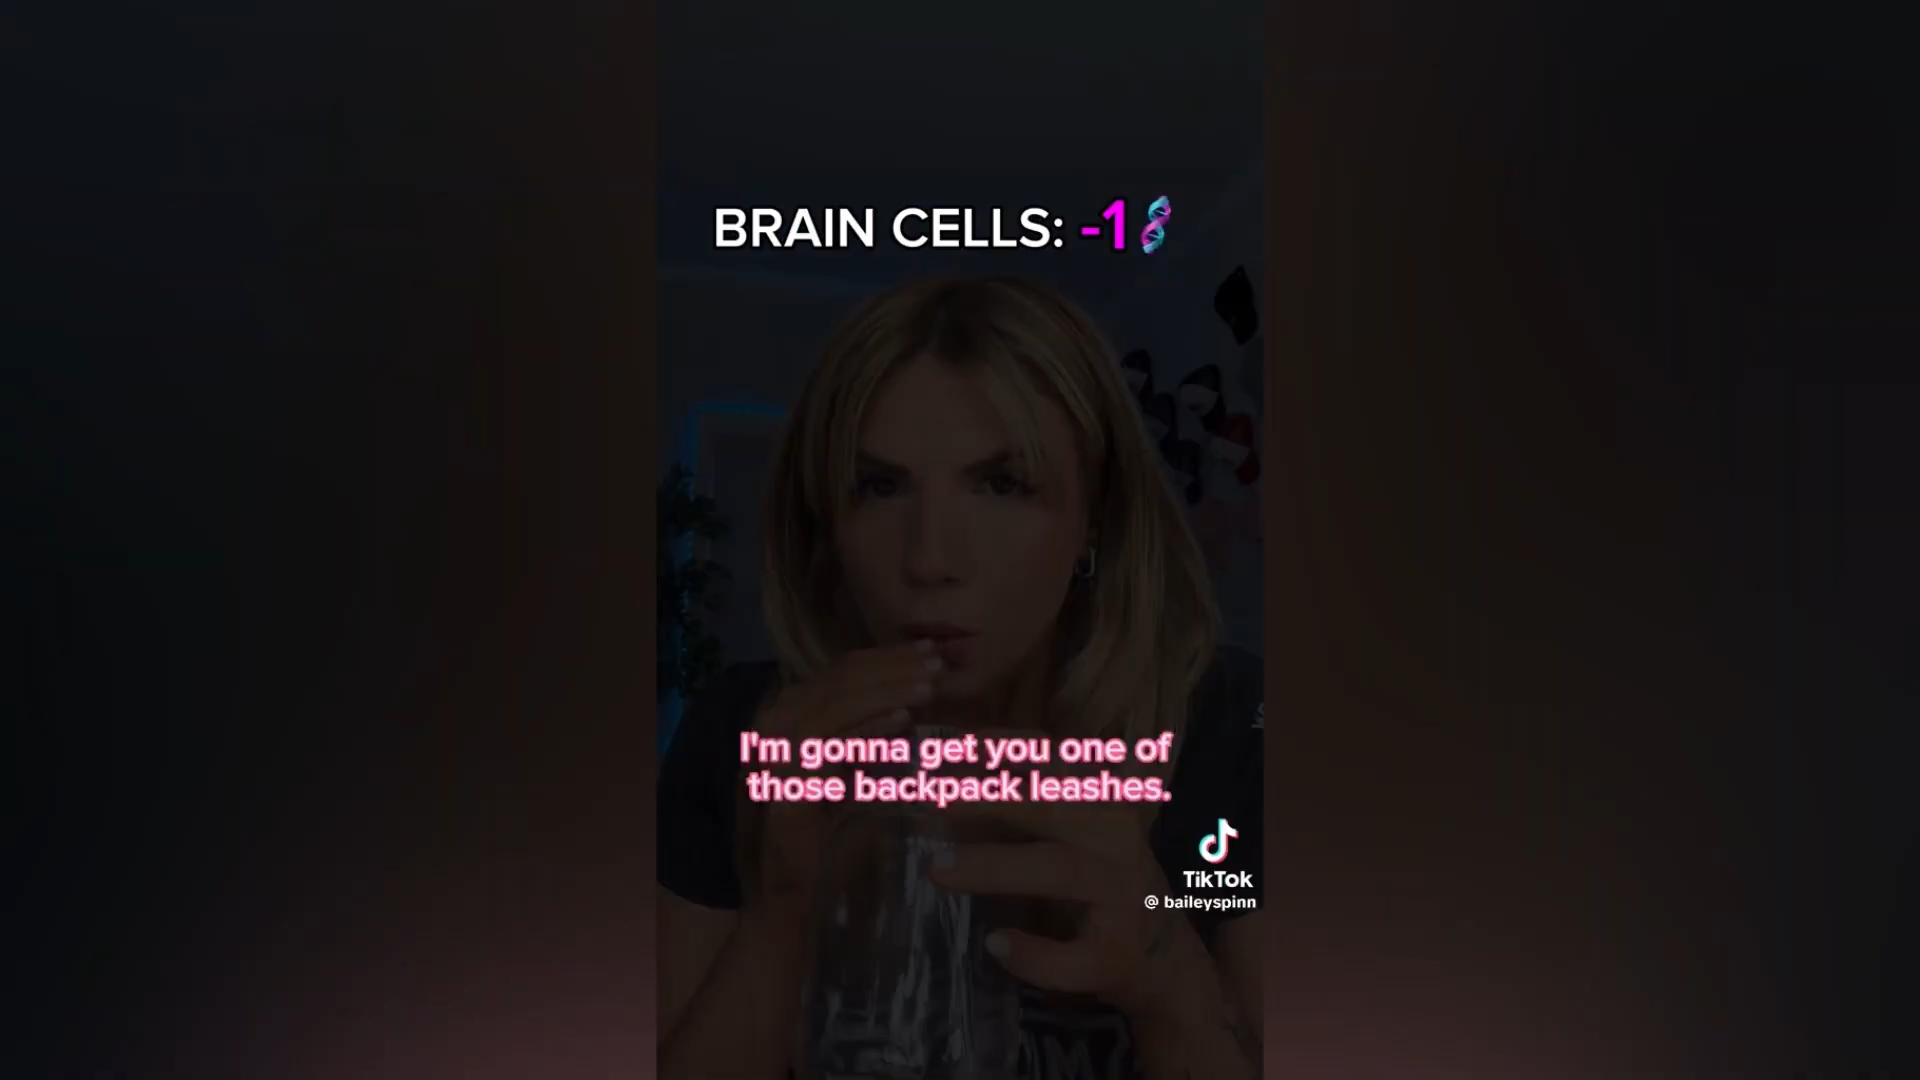 BRAIN CELLS: -1🧬
I'm gonna get you one of
those backpack leashes.
TikTok
@ baileyspinn